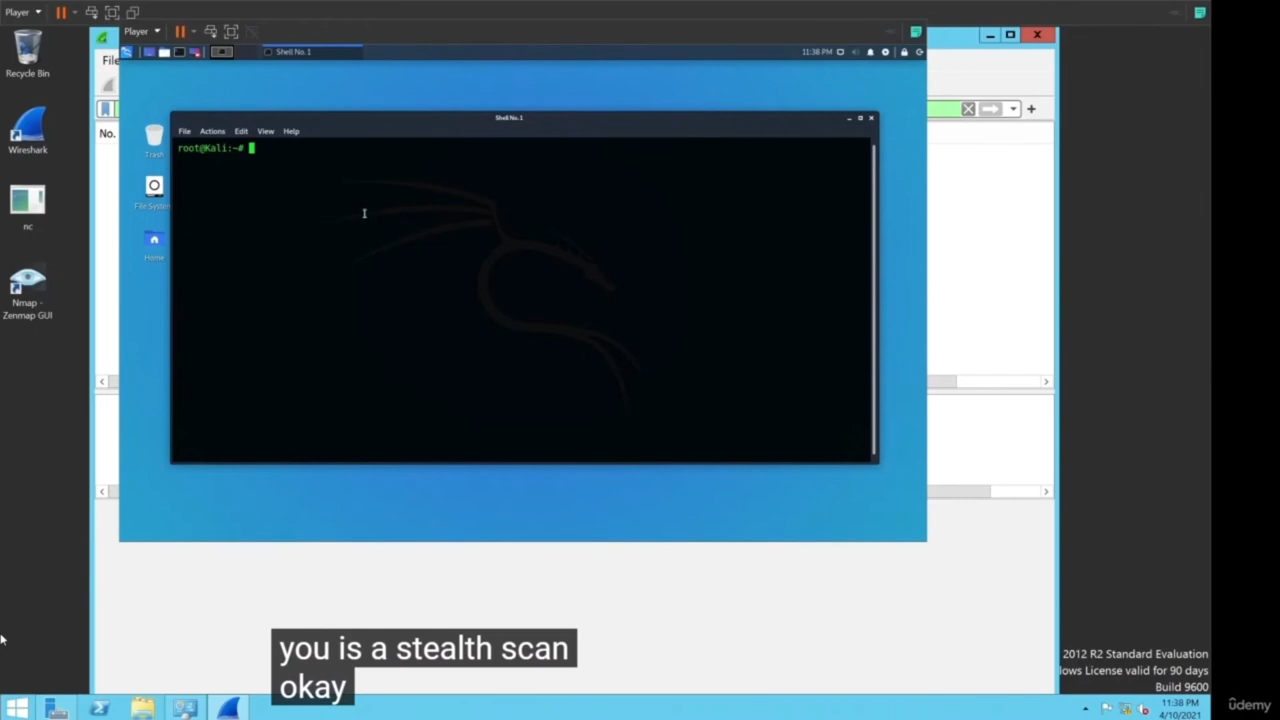 Player
Player
Shell No.1
11:38 PM
Recycle Bin
File
Shell No.1
File Actions Edit View Help
No.
root@Kali:~#
Wireshark
Trash
File System
nc
Home
Nmap -
Zenmap GUI
you is a stealth scan
okay
2012 R2 Standard Evaluation
ows License valid for 90 days
Build 9600
11:38 PM
4/10/2021
ûdemy